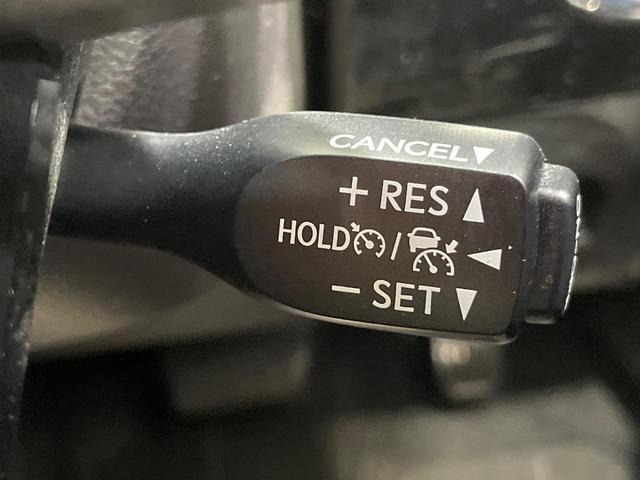 CANCEL▼
+ RES ▲
HOLD / ◀
− SET ▼